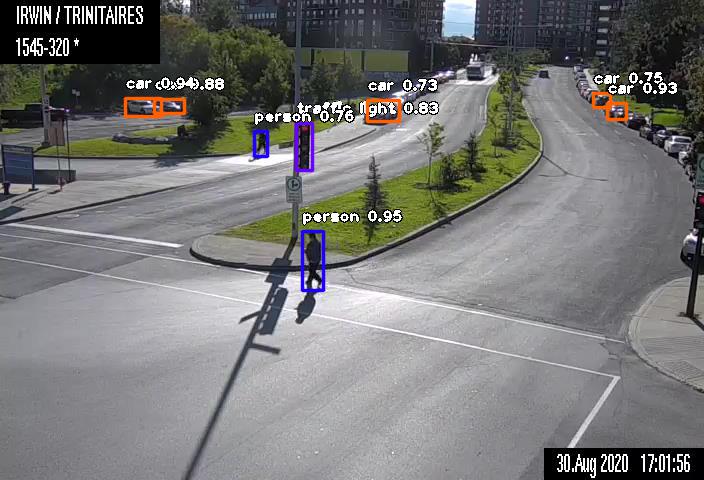 IRWIN / TRINITAIRES
1545-320 *
car 0.94
0.88
car 0.73
car 0.75
car 0.93
traffic light 0.83
person 0.76
person 0.95
30.Aug 2020 17:01:56